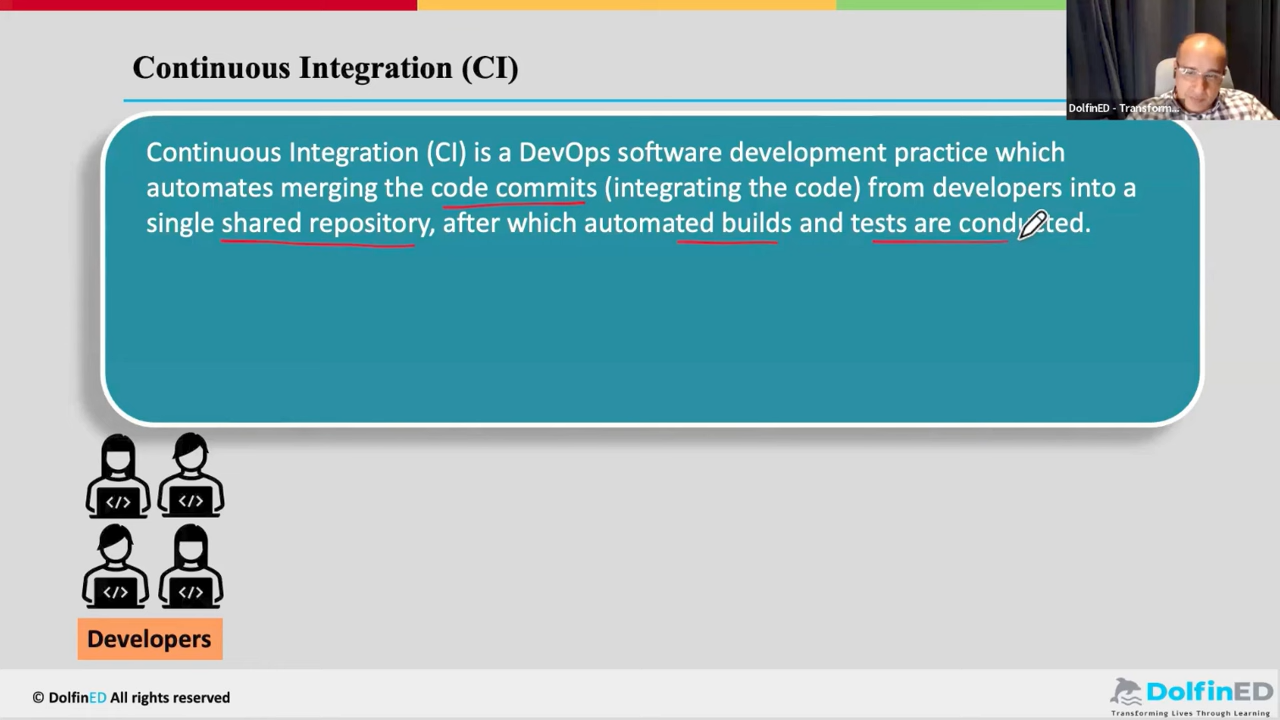 Continuous Integration (CI)
DolfinED - Transform...
Continuous Integration (CI) is a DevOps software development practice which
automates merging the code commits (integrating the code) from developers into a
single shared repository, after which automated builds and tests are conducted.
</>
</>
</>
</>
Developers
© DolfinED All rights reserved
DolfinED
Transforming Lives Through Learning